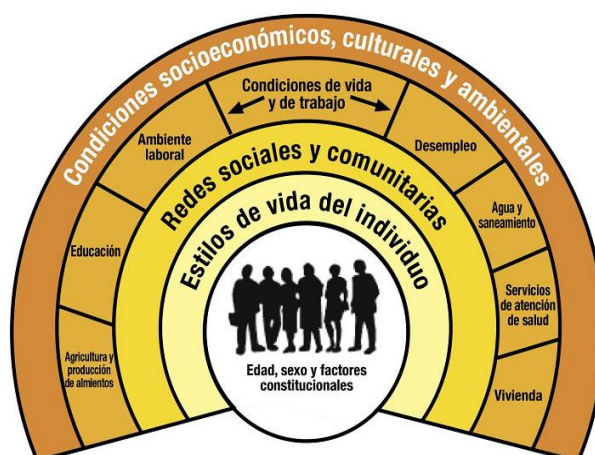 Condiciones socioeconómicos, culturales y ambientales
Condiciones de vida
y de trabajo
Ambiente
laboral
Desempleo
Redes sociales y comunitarias
Agua y
saneamiento
Educación
Estilos de vida del individuo
Servicios
de atención
de salud
Agricultura y
producción
de almientos
Edad, sexo y factores
constitucionales
Vivienda